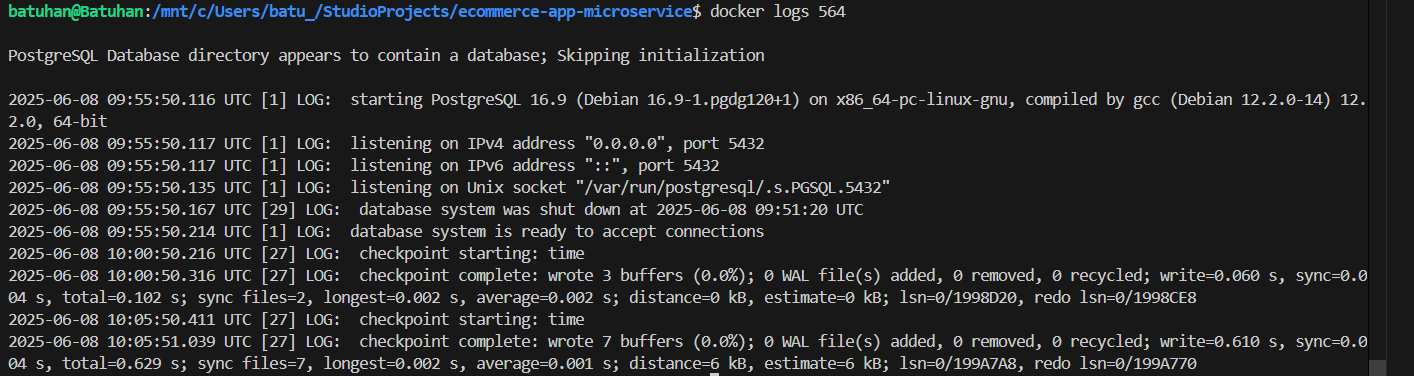 batuhan@Batuhan:/mnt/c/Users/batu_/StudioProjects/ecommerce-app-microservice$ docker logs 564
PostgreSQL Database directory appears to contain a database; Skipping initialization
2025-06-08 09:55:50.116 UTC [1] LOG:  starting PostgreSQL 16.9 (Debian 16.9-1.pgdg120+1) on x86_64-pc-linux-gnu, compiled by gcc (Debian 12.2.0-14) 12.
2.0, 64-bit
2025-06-08 09:55:50.117 UTC [1] LOG:  listening on IPv4 address "0.0.0.0", port 5432
2025-06-08 09:55:50.117 UTC [1] LOG:  listening on IPv6 address "::", port 5432
2025-06-08 09:55:50.135 UTC [1] LOG:  listening on Unix socket "/var/run/postgresql/.s.PGSQL.5432"
2025-06-08 09:55:50.167 UTC [29] LOG:  database system was shut down at 2025-06-08 09:51:20 UTC
2025-06-08 09:55:50.214 UTC [1] LOG:  database system is ready to accept connections
2025-06-08 10:00:50.216 UTC [27] LOG:  checkpoint starting: time
2025-06-08 10:00:50.316 UTC [27] LOG:  checkpoint complete: wrote 3 buffers (0.0%); 0 WAL file(s) added, 0 removed, 0 recycled; write=0.060 s, sync=0.0
04 s, total=0.102 s; sync files=2, longest=0.002 s, average=0.002 s; distance=0 kB, estimate=0 kB; lsn=0/1998D20, redo lsn=0/1998CE8
2025-06-08 10:05:50.411 UTC [27] LOG:  checkpoint starting: time
2025-06-08 10:05:51.039 UTC [27] LOG:  checkpoint complete: wrote 7 buffers (0.0%); 0 WAL file(s) added, 0 removed, 0 recycled; write=0.610 s, sync=0.0
04 s, total=0.629 s; sync files=7, longest=0.002 s, average=0.001 s; distance=6 kB, estimate=6 kB; lsn=0/199A7A8, redo lsn=0/199A770